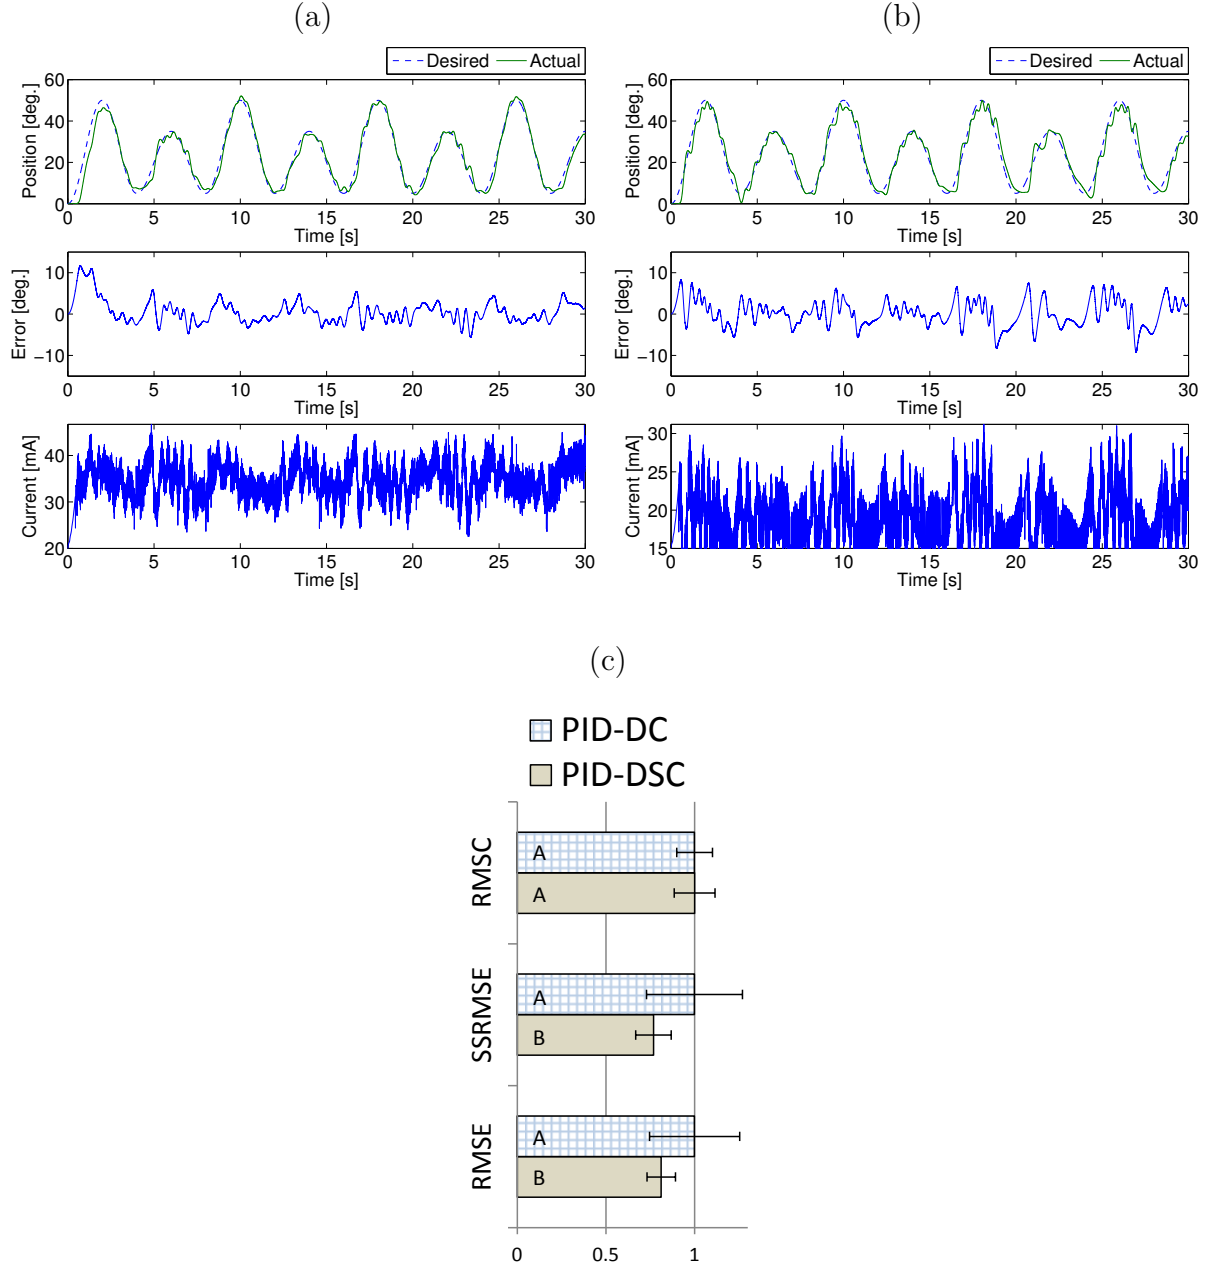 (a)
Desired Actual
Position [deg.]
60
40
20
0
0 5 10 15 20 25 30
Time [s]
Error [deg.]
10
0
−10
0 5 10 15 20 25 30
Time [s]
Current [mA]
40
30
20
0 5 10 15 20 25 30
Time [s]
(b)
Desired Actual
Position [deg.]
60
40
20
0
0 5 10 15 20 25 30
Time [s]
Error [deg.]
10
0
−10
0 5 10 15 20 25 30
Time [s]
Current [mA]
30
25
20
15
0 5 10 15 20 25 30
Time [s]
(c)
PID-DC
PID-DSC
RMSC
A
A
SSRMSE
A
B
RMSE
A
B
0 0.5 1